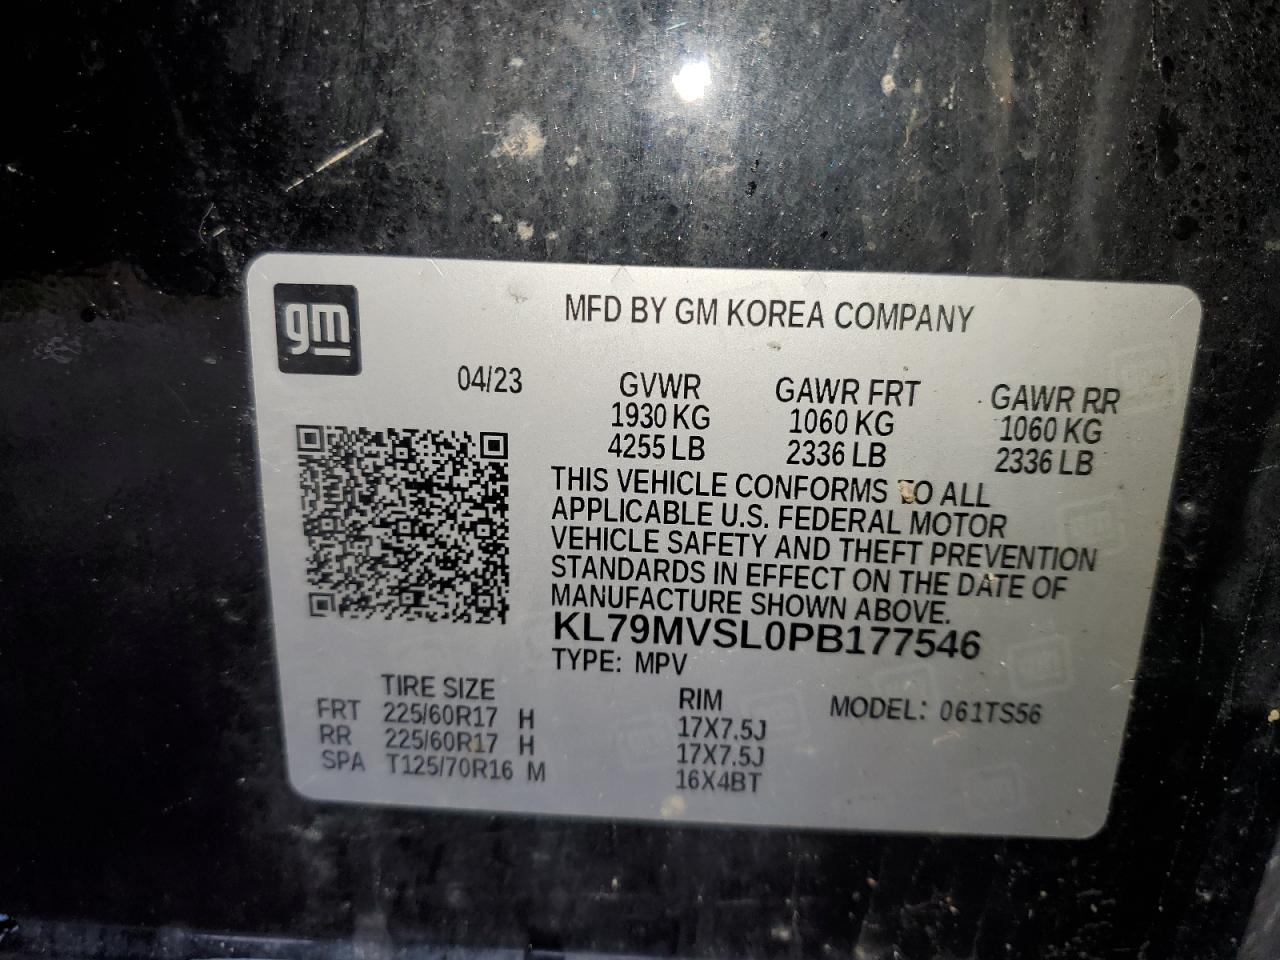 gm
MFD BY GM KOREA COMPANY
04/23
GVWR GAWR FRT GAWR RR
1930 KG 1060 KG 1060 KG
4255 LB 2336 LB 2336 LB
THIS VEHICLE CONFORMS TO ALL
APPLICABLE U.S. FEDERAL MOTOR
VEHICLE SAFETY AND THEFT PREVENTION
STANDARDS IN EFFECT ON THE DATE OF
MANUFACTURE SHOWN ABOVE.
KL79MVSL0PB177546
TYPE: MPV
TIRE SIZE RIM MODEL: 061TS56
FRT 225/60R17 H 17X7.5J
RR 225/60R17 H 17X7.5J
SPA T125/70R16 M 16X4BT